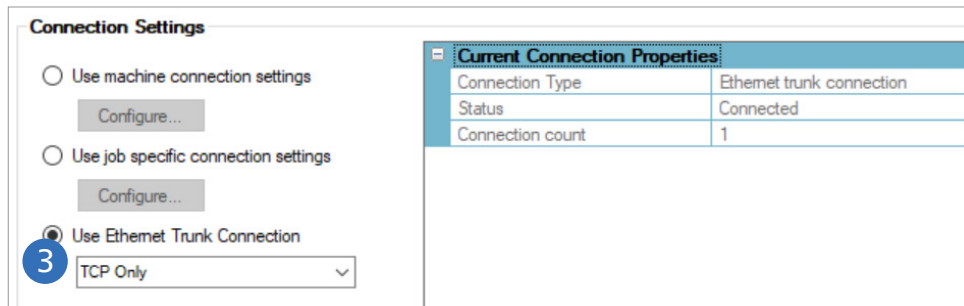 Connection Settings
Use machine connection settings
Configure...
Use job specific connection settings
Configure...
Use Ethernet Trunk Connection
3
TCP Only
Current Connection Properties
Connection Type Ethernet trunk connection
Status Connected
Connection count 1